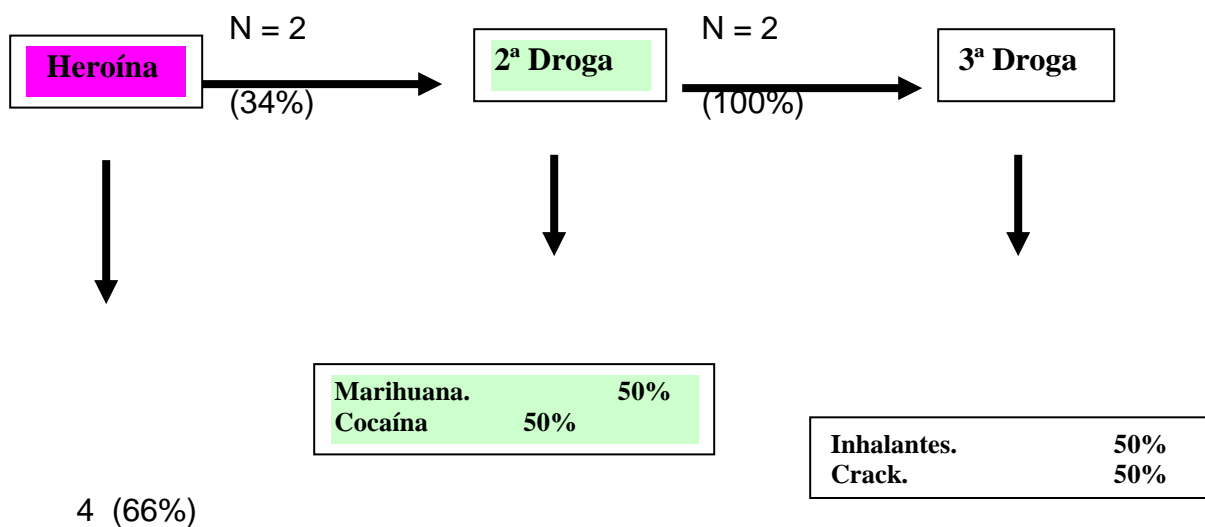 N = 2
N = 2
Heroína
2ª Droga
3ª Droga
(34%)
(100%)
Marihuana. 50%
Cocaína 50%
Inhalantes. 50%
Crack. 50%
4 (66%)